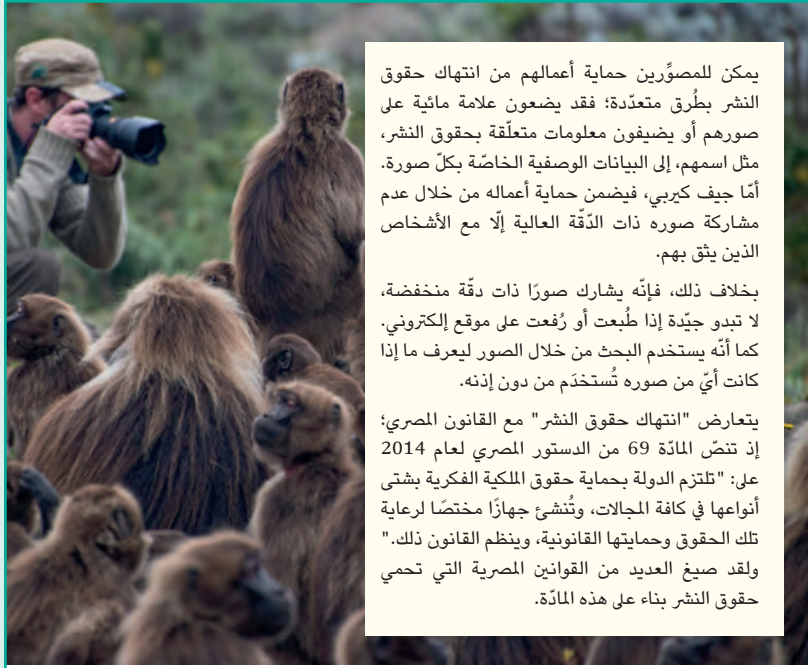 يمكن للمصوِّرين حماية أعمالهم من انتهاك حقوق
النشر بطُرق متعدّدة؛ فقد يضعون علامة مائية على
صورهم أو يضيفون معلومات متعلّقة بحقوق النشر،
مثل اسمهم، إلى البيانات الوصفية الخاصّة بكلّ صورة.
أمّا جيف كيربي، فيضمن حماية أعماله من خلال عدم
مشاركة صوره ذات الدّقّة العالية إلّا مع الأشخاص
الذين يثق بهم.
بخلاف ذلك، فإنّه يشارك صورًا ذات دقّة منخفضة،
لا تبدو جيّدة إذا طُبعت أو رُفعت على موقع إلكتروني.
كما أنّه يستخدم البحث من خلال الصور ليعرف ما إذا
كانت أيّ من صوره تُستخدَم من دون إذنه.
يتعارض "انتهاك حقوق النشر" مع القانون المصري؛
إذ تنصّ المادّة 69 من الدستور المصري لعام 2014
على: "تلتزم الدولة بحماية حقوق الملكية الفكرية بشتى
أنواعها في كافة المجالات، وتُنشئ جهازًا مختصًا لرعاية
تلك الحقوق وحمايتها القانونية، وينظم القانون ذلك."
ولقد صيغ العديد من القوانين المصرية التي تحمي
حقوق النشر بناء على هذه المادّة.